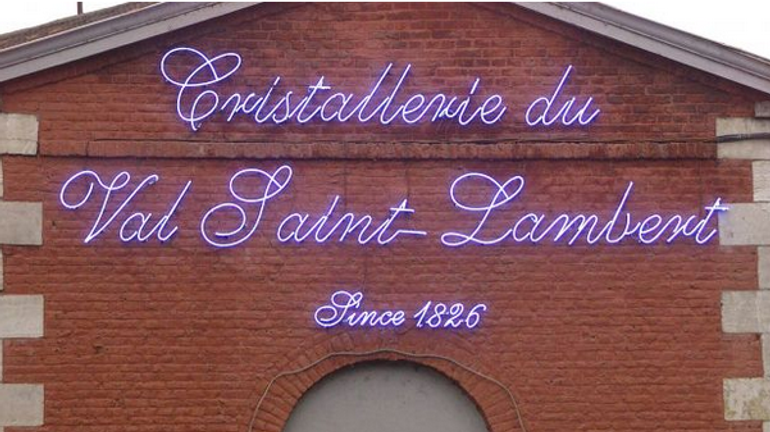 Cristallerie du
Val Saint-Lambert
Since 1826